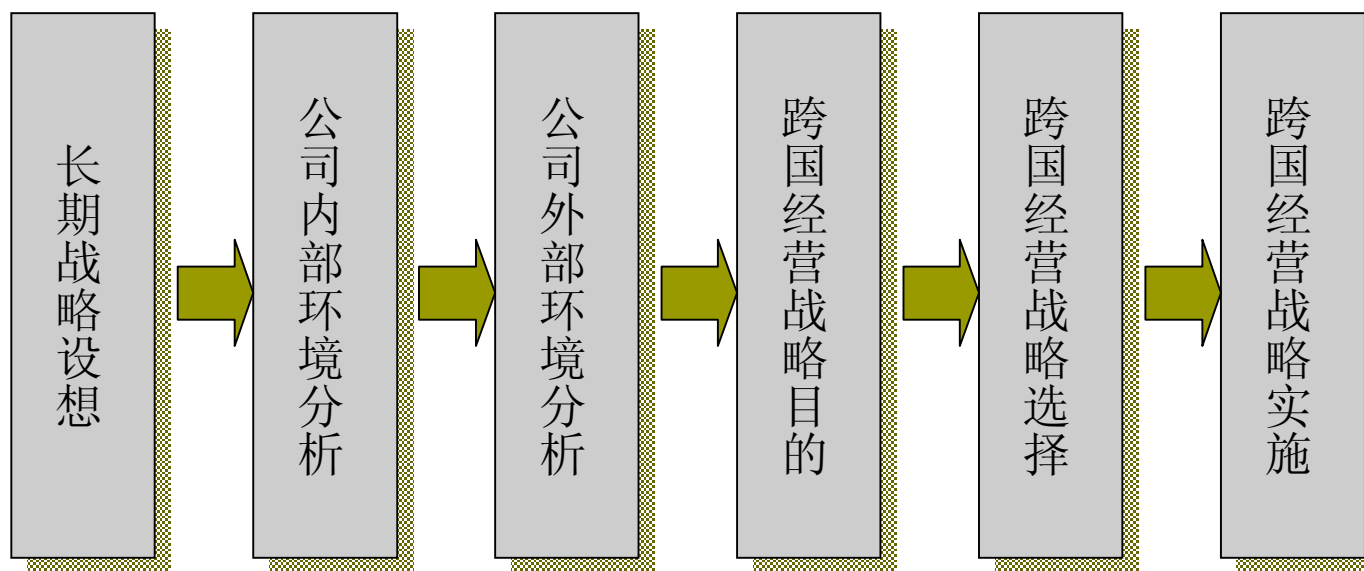 长期战略设想
公司内部环境分析
公司外部环境分析
跨国经营战略目的
跨国经营战略选择
跨国经营战略实施